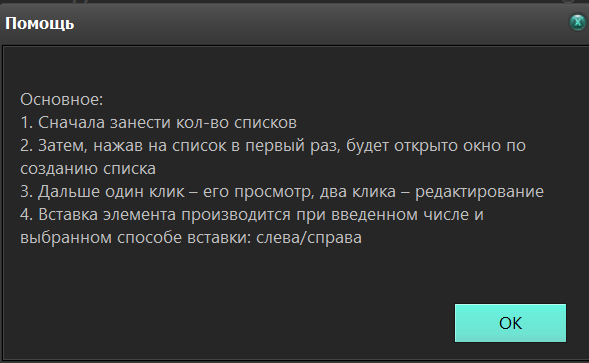 Помощь
Основное:
1. Сначала занести кол-во списков
2. Затем, нажав на список в первый раз, будет открыто окно по
созданию списка
3. Дальше один клик – его просмотр, два клика – редактирование
4. Вставка элемента производится при введенном числе и
выбранном способе вставки: слева/справа
ОК